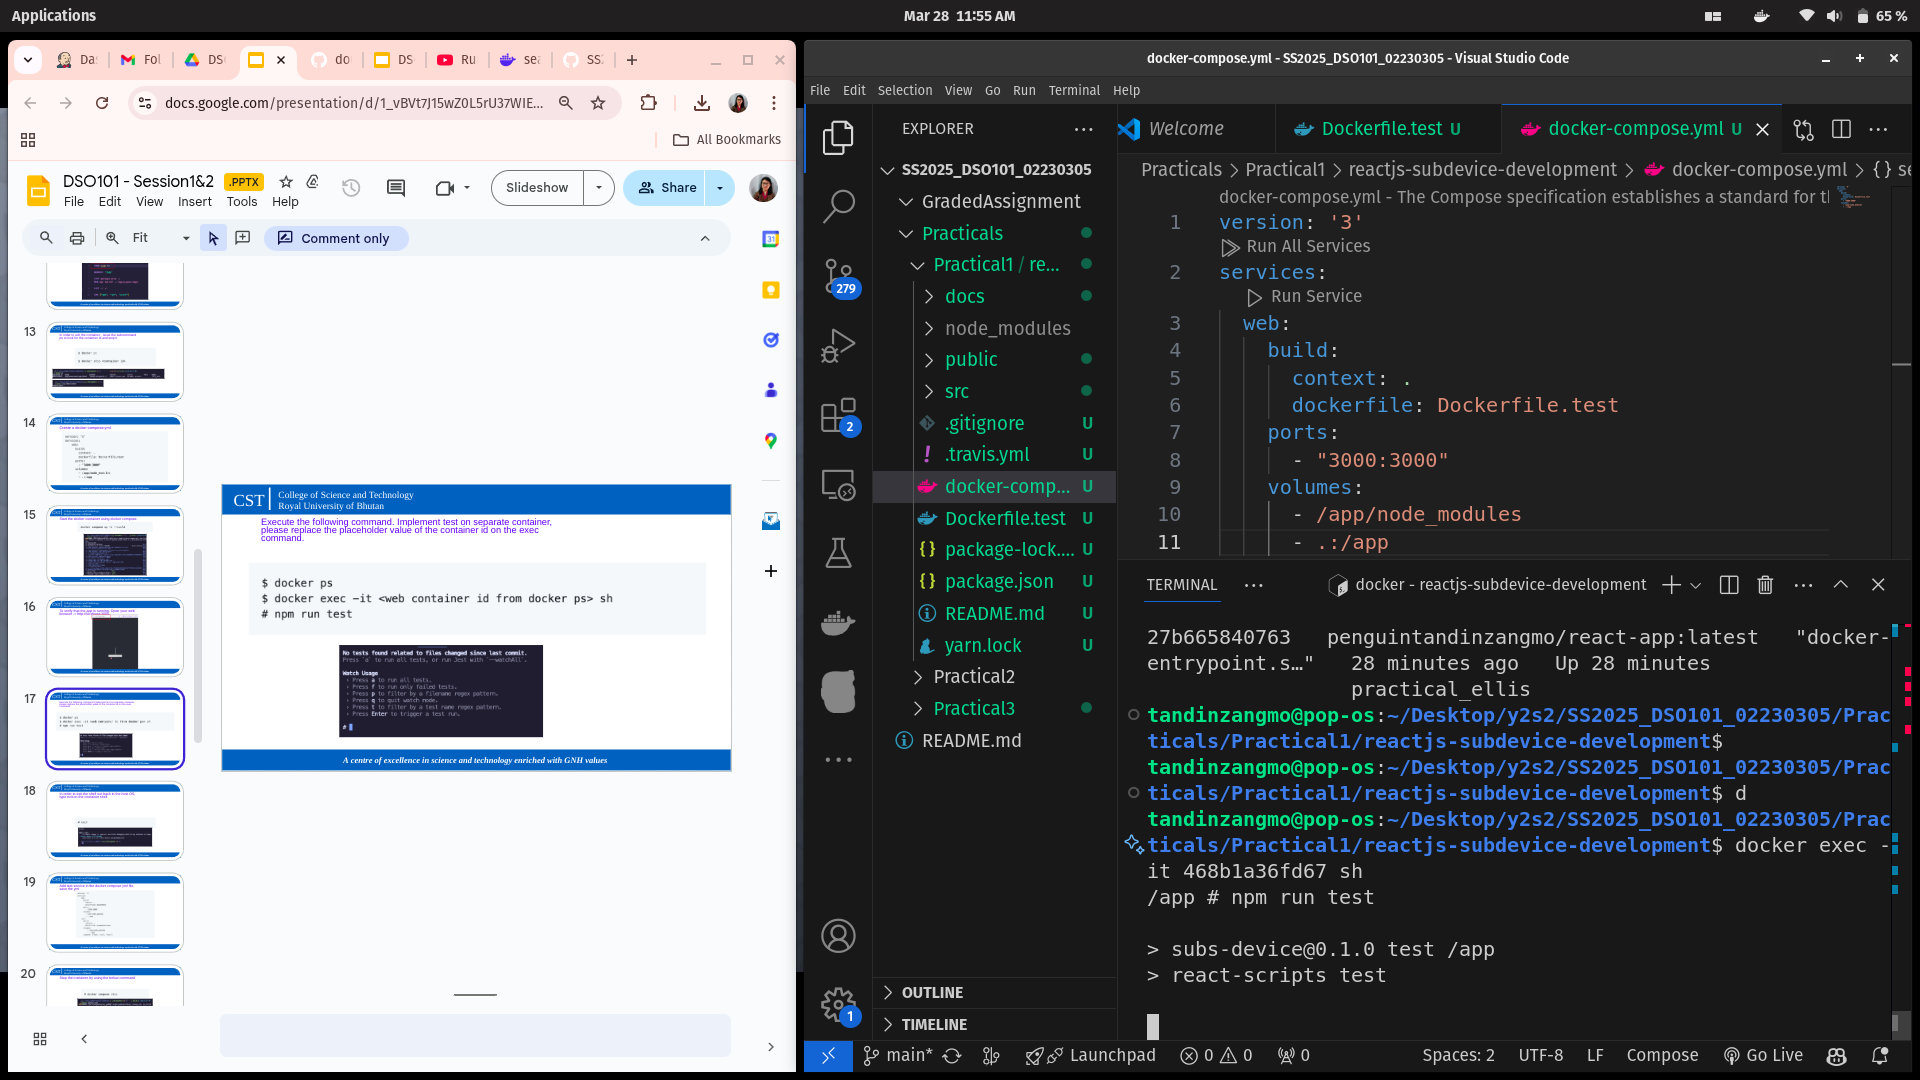 Applications
Mar 28 11:55 AM
65 %
Da
Fol
DS
do
DS
Ru
sea
SS
docs.google.com/presentation/d/1_vBVt7J15wZ0L5rU37WIE...
All Bookmarks
DSO101 - Session1&2 .PPTX
Slideshow
Share
File Edit View Insert Tools Help
Fit
Comment only
13
14
15
16
17
18
19
20
CST College of Science and Technology
Royal University of Bhutan
Execute the following command. Implement test on separate container,
please replace the placeholder value of the container id on the exec
command.
$ docker ps
$ docker exec –it <web container id from docker ps> sh
# npm run test
No tests found related to files changed since last commit.
Press `a` to run all tests, or run Jest with `--watchAll`.
Watch Usage
› Press a to run all tests.
› Press f to run only failed tests.
› Press p to filter by a filename regex pattern.
› Press q to quit watch mode.
› Press t to filter by a test name regex pattern.
› Press Enter to trigger a test run.
#
A centre of excellence in science and technology enriched with GNH values
docker-compose.yml - SS2025_DSO101_02230305 - Visual Studio Code
File Edit Selection View Go Run Terminal Help
279
2
1
EXPLORER
SS2025_DSO101_02230305
GradedAssignment
Practicals
Practical1 / re...
docs
node_modules
public
src
.gitignore U
.travis.yml U
docker-comp... U
Dockerfile.test U
package-lock.... U
package.json U
README.md U
yarn.lock U
Practical2
Practical3
README.md
OUTLINE
TIMELINE
Welcome
Dockerfile.test U
docker-compose.yml U
Practicals > Practical1 > reactjs-subdevice-development > docker-compose.yml > {} se
docker-compose.yml - The Compose specification establishes a standard for t
1 version: '3'
Run All Services
2 services:
Run Service
3 web:
4 build:
5 context: .
6 dockerfile: Dockerfile.test
7 ports:
8 - "3000:3000"
9 volumes:
10 - /app/node_modules
11 - .:/app
TERMINAL
docker - reactjs-subdevice-development
27b665840763 penguintandinzangmo/react-app:latest "docker-
entrypoint.s…" 28 minutes ago Up 28 minutes
practical_ellis
tandinzangmo@pop-os:~/Desktop/y2s2/SS2025_DSO101_02230305/Prac
ticals/Practical1/reactjs-subdevice-development$
tandinzangmo@pop-os:~/Desktop/y2s2/SS2025_DSO101_02230305/Prac
ticals/Practical1/reactjs-subdevice-development$ d
tandinzangmo@pop-os:~/Desktop/y2s2/SS2025_DSO101_02230305/Prac
ticals/Practical1/reactjs-subdevice-development$ docker exec -
it 468b1a36fd67 sh
/app # npm run test
> subs-device@0.1.0 test /app
> react-scripts test
main*
Launchpad
0
0
0
Spaces: 2
UTF-8
LF
Compose
Go Live